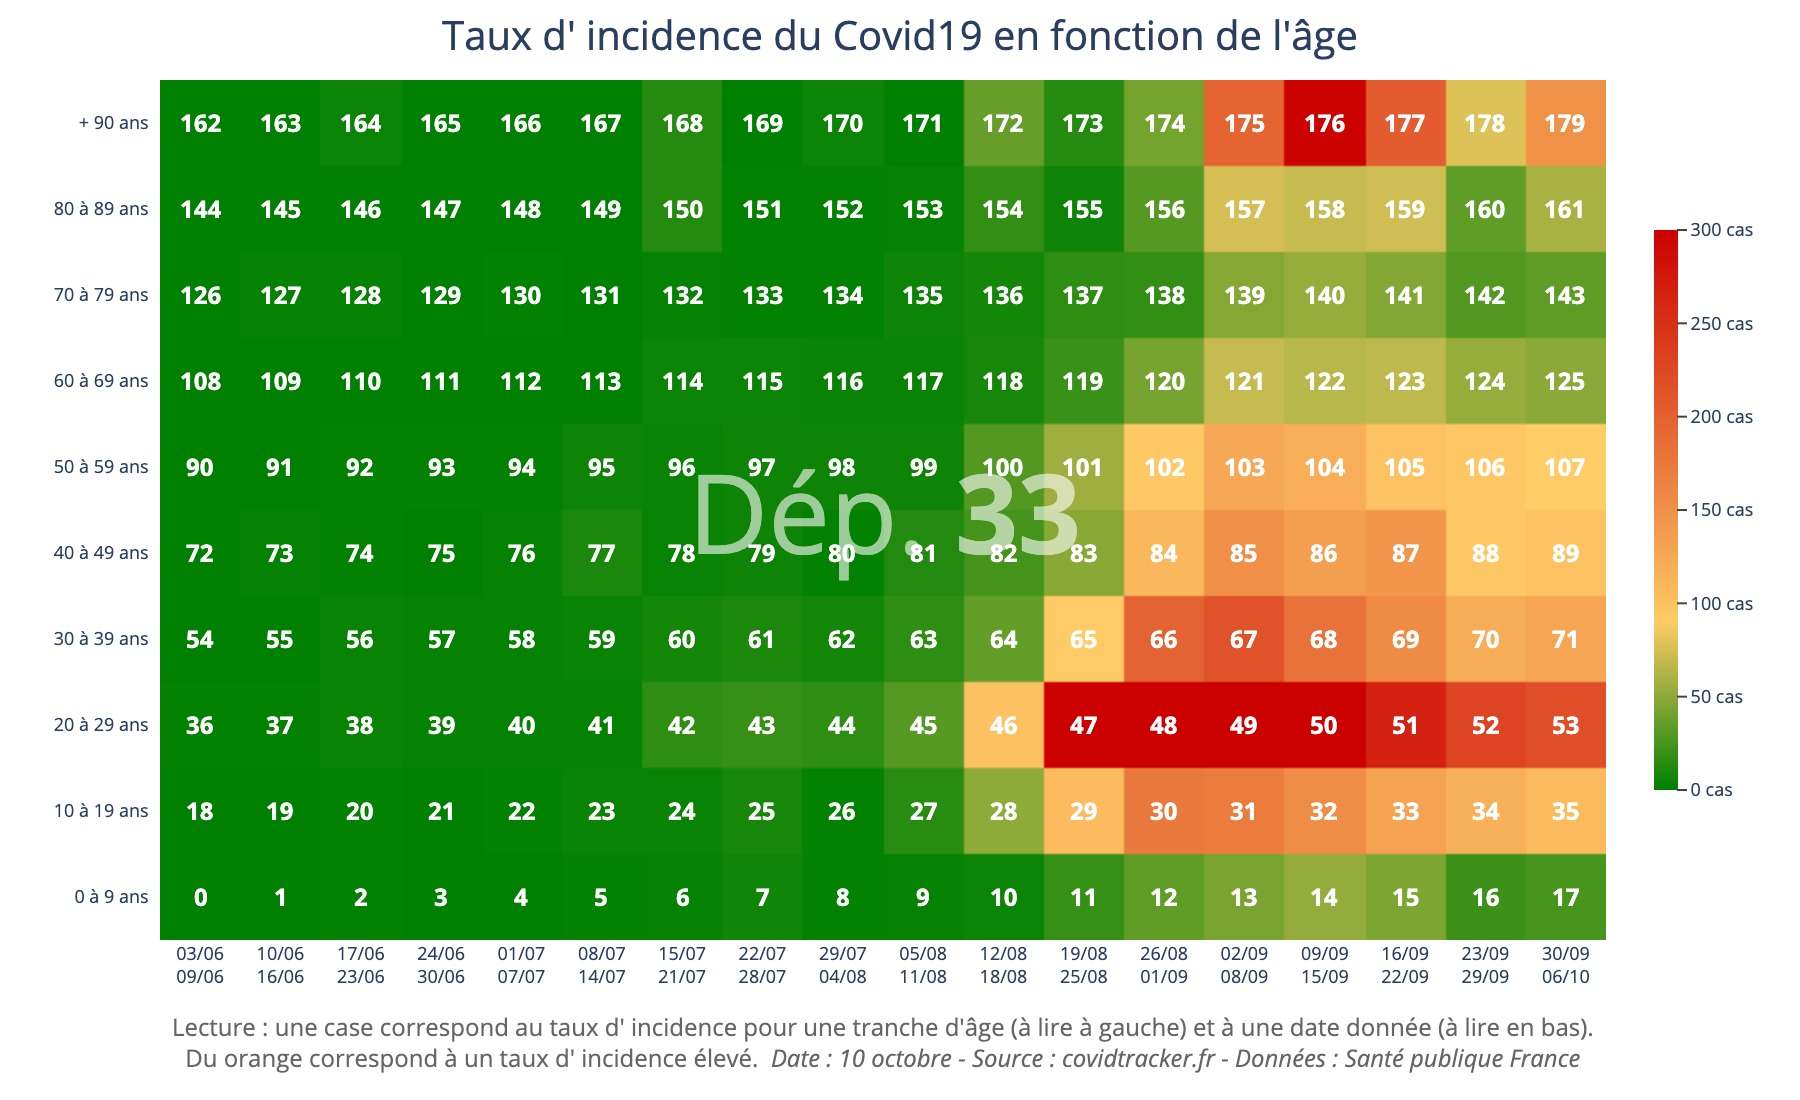 Taux d' incidence du Covid19 en fonction de l'âge
+ 90 ans 162 163 164 165 166 167 168 169 170 171 172 173 174 175 176 177 178 179
80 à 89 ans 144 145 146 147 148 149 150 151 152 153 154 155 156 157 158 159 160 161
300 cas
70 à 79 ans 126 127 128 129 130 131 132 133 134 135 136 137 138 139 140 141 142 143
250 cas
60 à 69 ans 108 109 110 111 112 113 114 115 116 117 118 119 120 121 122 123 124 125
200 cas
50 à 59 ans 90 91 92 93 94 95 96 97 98 99 100 101 102 103 104 105 106 107
Dép. 33
150 cas
40 à 49 ans 72 73 74 75 76 77 78 79 80 81 82 83 84 85 86 87 88 89
100 cas
30 à 39 ans 54 55 56 57 58 59 60 61 62 63 64 65 66 67 68 69 70 71
50 cas
20 à 29 ans 36 37 38 39 40 41 42 43 44 45 46 47 48 49 50 51 52 53
0 cas
10 à 19 ans 18 19 20 21 22 23 24 25 26 27 28 29 30 31 32 33 34 35
0 à 9 ans 0 1 2 3 4 5 6 7 8 9 10 11 12 13 14 15 16 17
03/06 10/06 17/06 24/06 01/07 08/07 15/07 22/07 29/07 05/08 12/08 19/08 26/08 02/09 09/09 16/09 23/09 30/09
09/06 16/06 23/06 30/06 07/07 14/07 21/07 28/07 04/08 11/08 18/08 25/08 01/09 08/09 15/09 22/09 29/09 06/10
Lecture : une case correspond au taux d' incidence pour une tranche d'âge (à lire à gauche) et à une date donnée (à lire en bas).
Du orange correspond à un taux d' incidence élevé. Date : 10 octobre - Source : covidtracker.fr - Données : Santé publique France